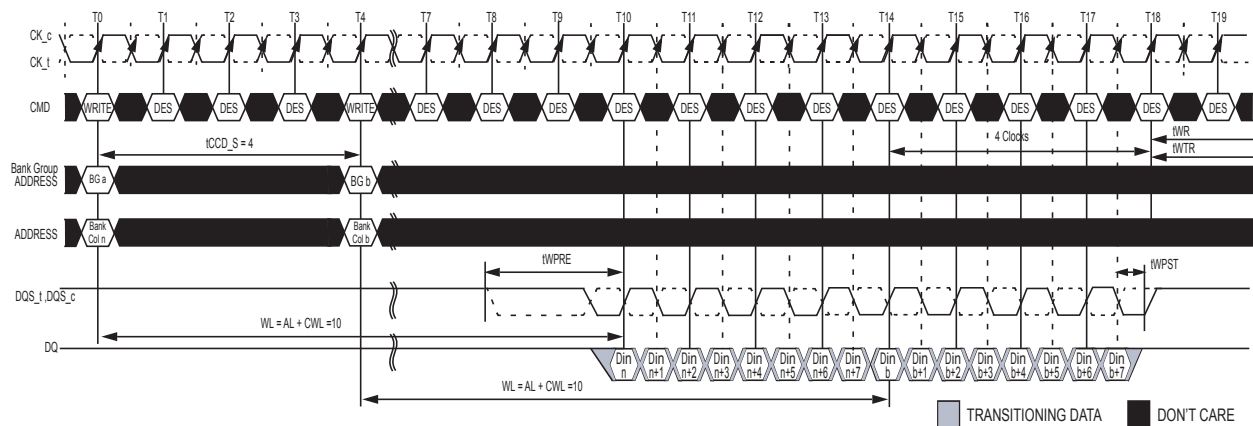 T0 T1 T2 T3 T4 T7 T8 T9 T10 T11 T12 T13 T14 T15 T16 T17 T18 T19
CK_c
CK_t
CMD WRITE DES DES DES WRITE DES DES DES DES DES DES DES DES DES DES DES DES DES
tCCD_S = 4
4 Clocks
tWR
tWTR
Bank Group
ADDRESS
BG a
BG b
ADDRESS
Bank
Col n
Bank
Col b
tWPRE
tWPST
DQS_t ,DQS_c
WL = AL + CWL =10
DQ
Din
n
Din
n+1
Din
n+2
Din
n+3
Din
n+4
Din
n+5
Din
n+6
Din
n+7
Din
b
Din
b+1
Din
b+2
Din
b+3
Din
b+4
Din
b+5
Din
b+6
Din
b+7
WL = AL + CWL =10
TRANSITIONING DATA
DON'T CARE